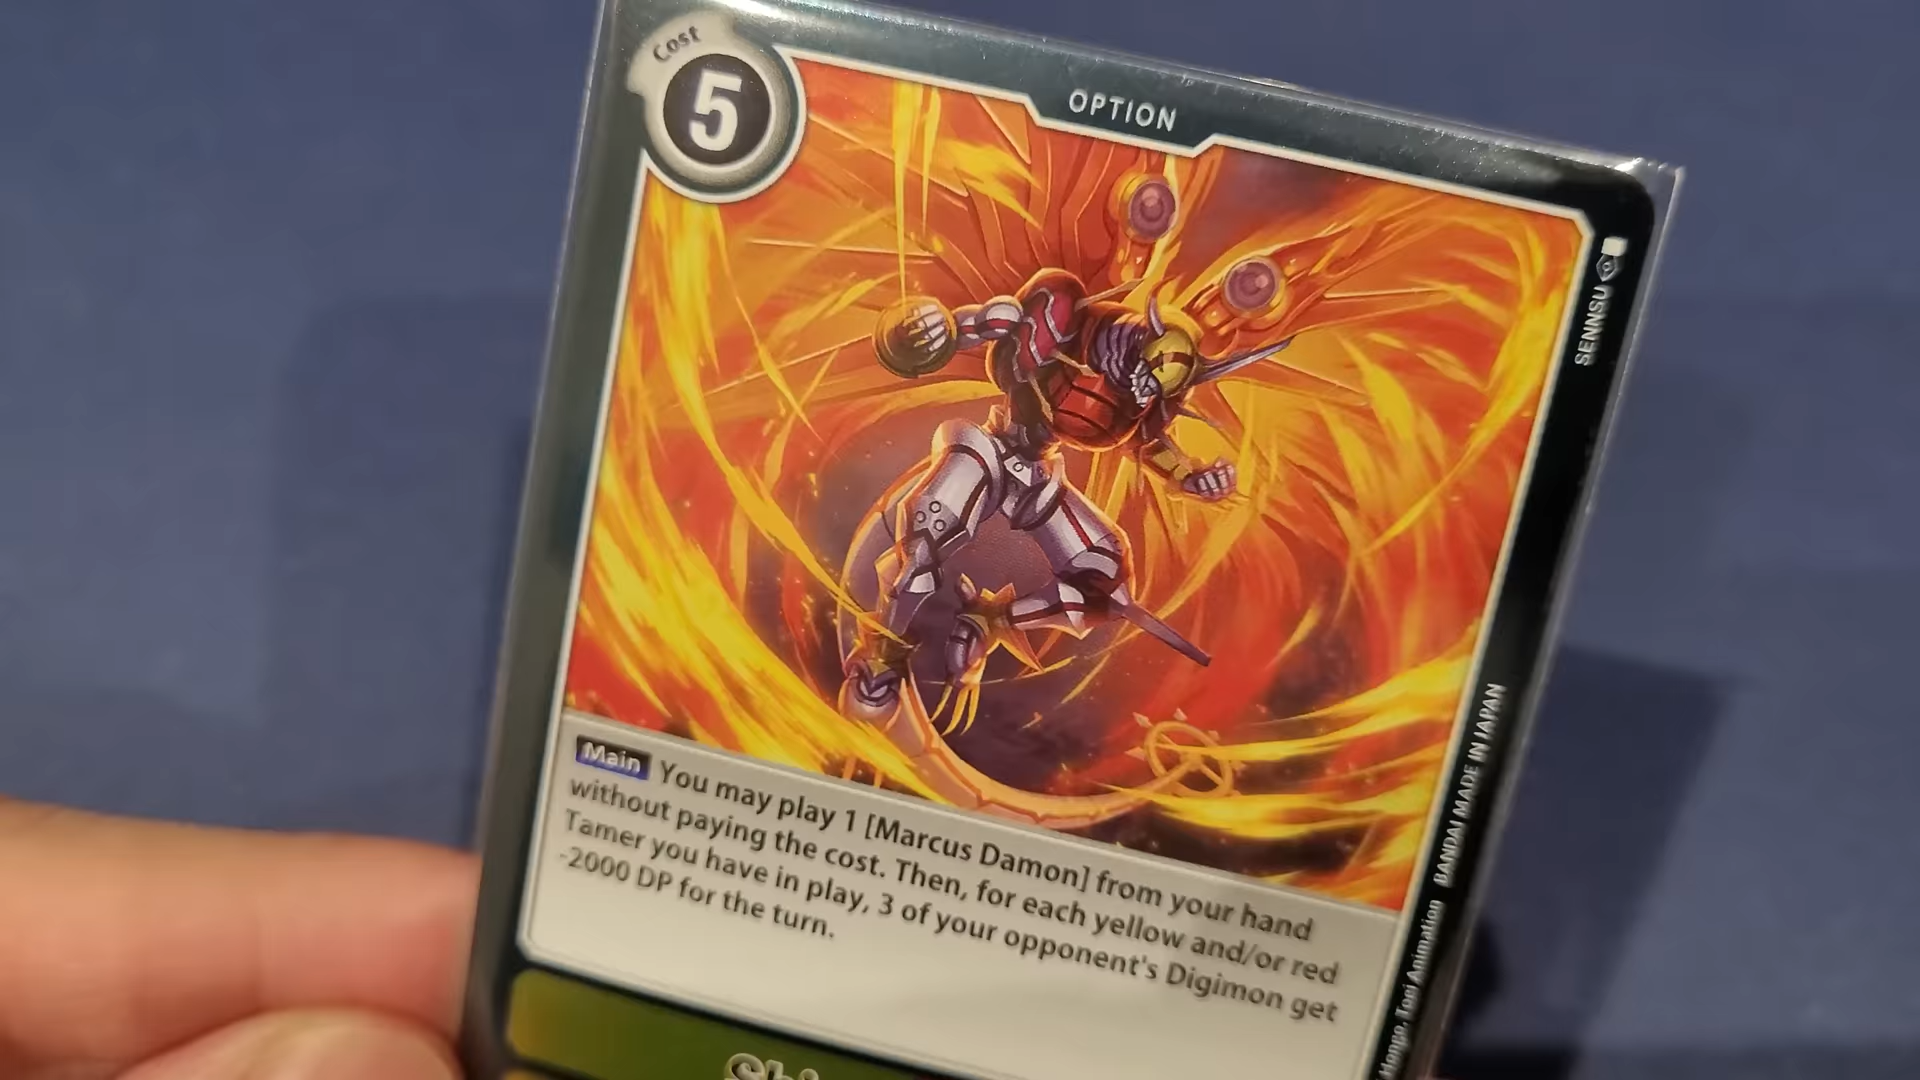 Cost
5
OPTION
SENNSU
Main You may play 1 [Marcus Damon] from your hand
without paying the cost. Then, for each yellow and/or red
Tamer you have in play, 3 of your opponent's Digimon get
-2000 DP for the turn.
Hongo, Toei Animation BANDAI MADE IN JAPAN